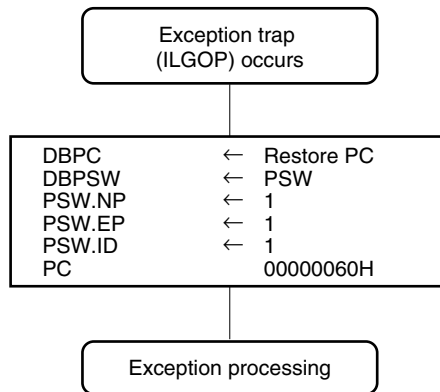 Exception trap
(ILGOP) occurs
DBPC ← Restore PC
DBPSW ← PSW
PSW.NP ← 1
PSW.EP ← 1
PSW.ID ← 1
PC 00000060H
Exception processing